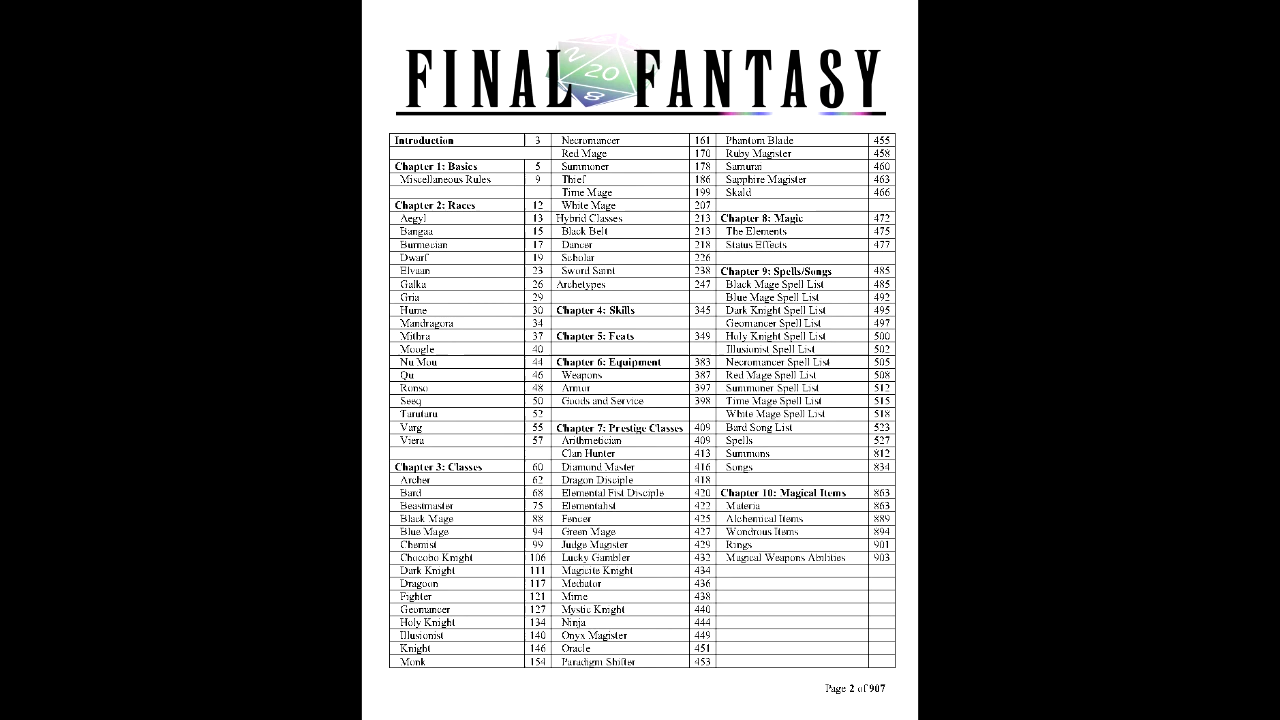 FINAL FANTASY
2 20 8
Introduction 3
Chapter 1: Basics 5
Miscellaneous Rules 9
Chapter 2: Races 12
Aegyl 13
Bangaa 15
Burmecian 17
Dwarf 19
Elvaan 23
Galka 26
Gria 29
Hume 30
Mandragora 34
Mithra 37
Moogle 40
Nu Mou 44
Qu 46
Ronso 48
Seeq 50
Tarutaru 52
Varg 55
Viera 57
Chapter 3: Classes 60
Archer 62
Bard 68
Beastmaster 75
Black Mage 88
Blue Mage 94
Chemist 99
Chocobo Knight 106
Dark Knight 111
Dragoon 117
Fighter 121
Geomancer 127
Holy Knight 134
Illusionist 140
Knight 146
Monk 154
Necromancer 161
Red Mage 170
Summoner 178
Thief 186
Time Mage 199
White Mage 207
Hybrid Classes 213
Black Belt 213
Dancer 218
Scholar 226
Sword Saint 238
Archetypes 247
Chapter 4: Skills 345
Chapter 5: Feats 349
Chapter 6: Equipment 383
Weapons 387
Armor 397
Goods and Service 398
Chapter 7: Prestige Classes 409
Arithmetician 409
Clan Hunter 413
Diamond Master 416
Dragon Disciple 418
Elemental Fist Disciple 420
Elementalist 422
Fencer 425
Green Mage 427
Judge Magister 429
Lucky Gambler 432
Magicite Knight 434
Mediator 436
Mime 438
Mystic Knight 440
Ninja 444
Onyx Magister 449
Oracle 451
Paradigm Shifter 453
Phantom Blade 455
Ruby Magister 458
Samurai 460
Sapphire Magister 463
Skald 466
Chapter 8: Magic 472
The Elements 475
Status Effects 477
Chapter 9: Spells/Songs 485
Black Mage Spell List 485
Blue Mage Spell List 492
Dark Knight Spell List 495
Geomancer Spell List 497
Holy Knight Spell List 500
Illusionist Spell List 502
Necromancer Spell List 505
Red Mage Spell List 508
Summoner Spell List 512
Time Mage Spell List 515
White Mage Spell List 518
Bard Song List 523
Spells 527
Summons 812
Songs 834
Chapter 10: Magical Items 863
Materia 863
Alchemical Items 889
Wondrous Items 894
Rings 901
Magical Weapons Abilities 903
Page 2 of 907